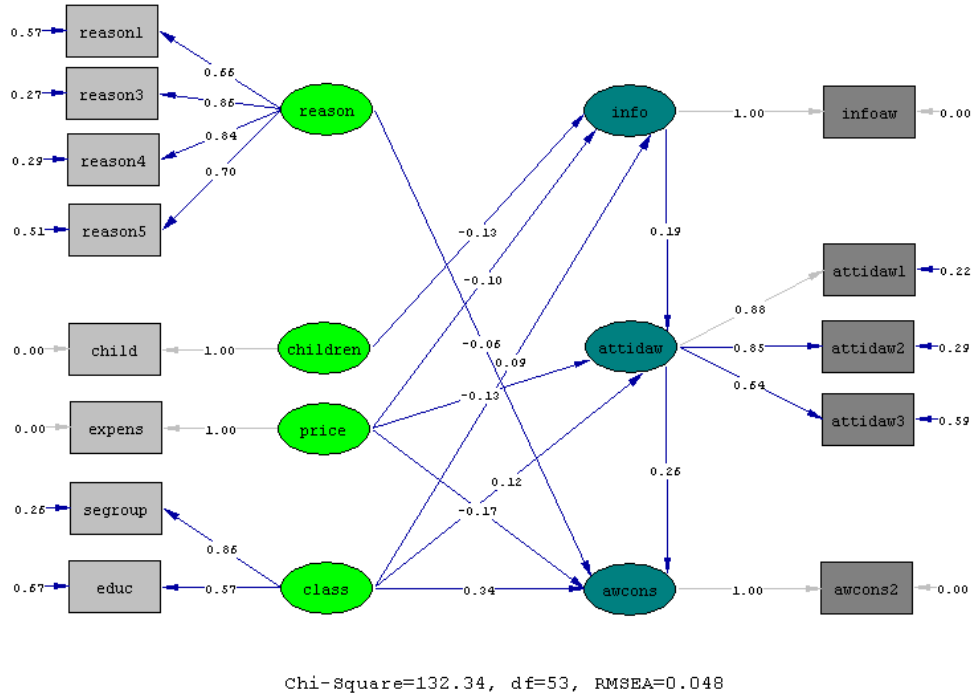 0.57
reason1
0.66
0.27
reason3
0.86
reason
info
1.00
infoaw
0.00
0.84
0.29
reason4
0.70
0.51
reason5
-0.13
0.19
attidaw1
0.22
-0.10
0.88
0.00
child
1.00
children
-0.06
0.09
attidaw
0.85
attidaw2
0.29
0.64
-0.13
0.00
expens
1.00
price
attidaw3
0.59
0.26
0.12
0.26
segroup
-0.17
0.86
0.67
educ
0.57
class
0.34
awcons
1.00
awcons2
0.00
Chi-Square=132.34, df=53, RMSEA=0.048